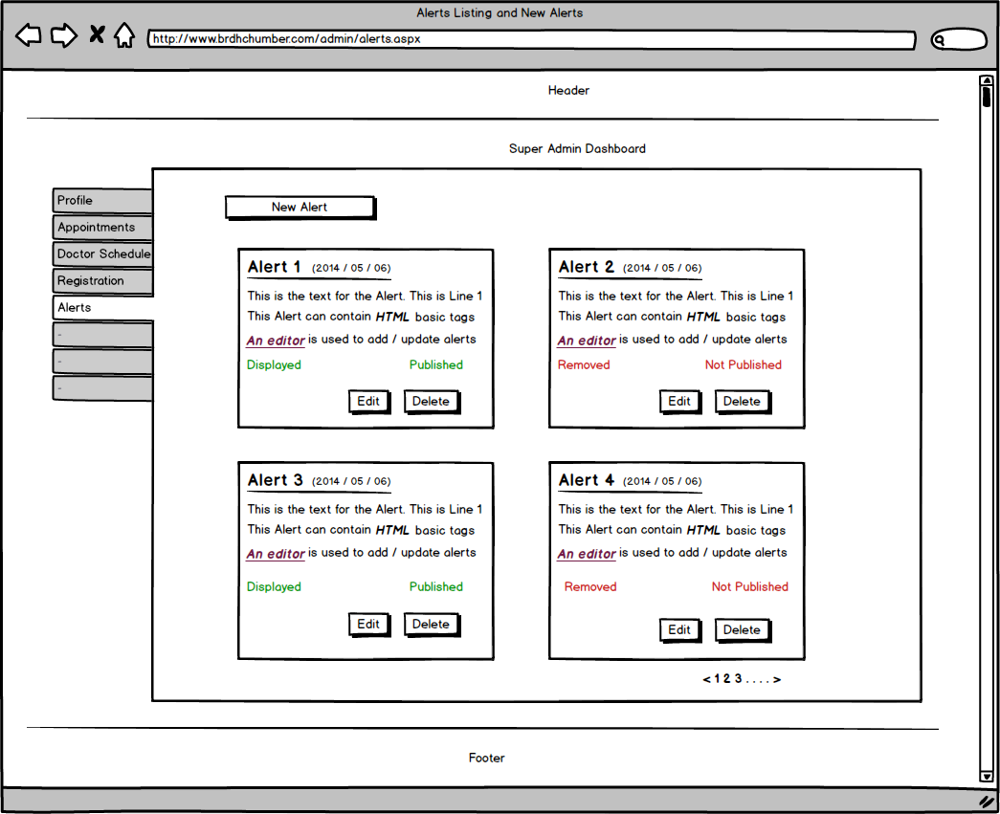 Alerts Listing and New Alerts
http://www.brdhchumber.com/admin/alerts.aspx
Header
Super Admin Dashboard
Profile
Appointments
Doctor Schedule
Registration
Alerts
-
-
-
New Alert
Alert 1 (2014 / 05 / 06)
This is the text for the Alert. This is Line 1
This Alert can contain HTML basic tags
An editor is used to add / update alerts
Displayed Published
Edit Delete
Alert 2 (2014 / 05 / 06)
This is the text for the Alert. This is Line 1
This Alert can contain HTML basic tags
An editor is used to add / update alerts
Removed Not Published
Edit Delete
Alert 3 (2014 / 05 / 06)
This is the text for the Alert. This is Line 1
This Alert can contain HTML basic tags
An editor is used to add / update alerts
Displayed Published
Edit Delete
Alert 4 (2014 / 05 / 06)
This is the text for the Alert. This is Line 1
This Alert can contain HTML basic tags
An editor is used to add / update alerts
Removed Not Published
Edit Delete
< 1 2 3 . . . . >
Footer